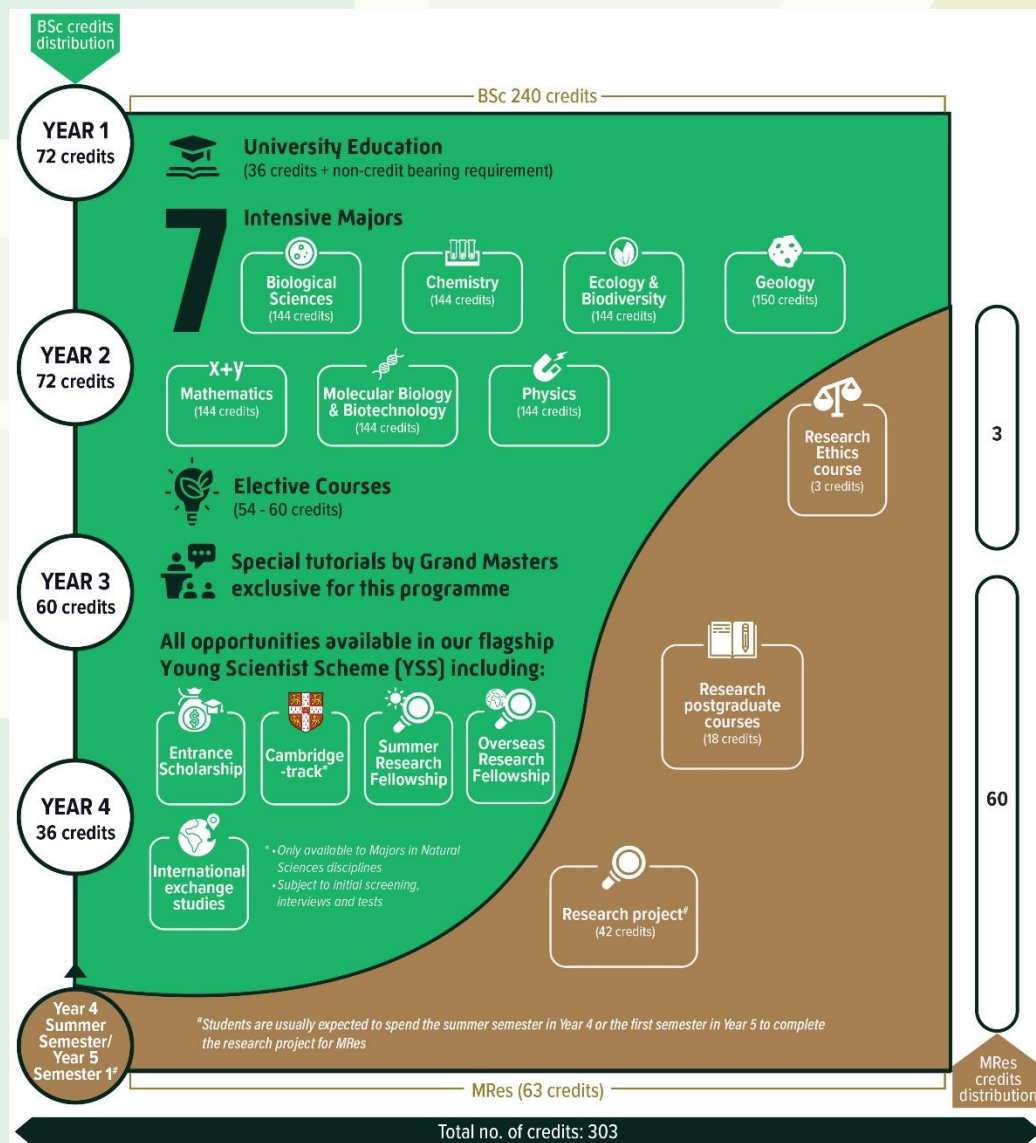 BSc credits
distribution
BSc 240 credits
YEAR 1
72 credits
University Education
(36 credits + non-credit bearing requirement)
7
Intensive Majors
Biological
Sciences
(144 credits)
Chemistry
(144 credits)
Ecology &
Biodiversity
(144 credits)
Geology
(150 credits)
YEAR 2
72 credits
x+y
Mathematics
(144 credits)
Molecular Biology
& Biotechnology
(144 credits)
Physics
(144 credits)
Research
Ethics
course
(3 credits)
3
Elective Courses
(54 - 60 credits)
YEAR 3
60 credits
Special tutorials by Grand Masters
exclusive for this programme
All opportunities available in our flagship
Young Scientist Scheme (YSS) including:
$
Entrance
Scholarship
Cambridge
-track*
Summer
Research
Fellowship
Overseas
Research
Fellowship
Research
postgraduate
courses
(18 credits)
60
YEAR 4
36 credits
International
exchange
studies
* • Only available to Majors in Natural
Sciences disciplines
• Subject to initial screening,
interviews and tests
Research project#
(42 credits)
Year 4
Summer
Semester/
Year 5
Semester 1#
#Students are usually expected to spend the summer semester in Year 4 or the first semester in Year 5 to complete
the research project for MRes
MRes (63 credits)
MRes
credits
distribution
Total no. of credits: 303